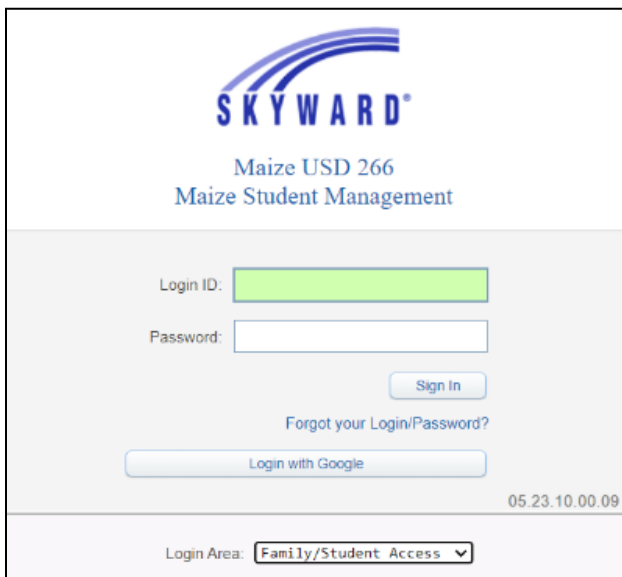 SKYWARD®
Maize USD 266
Maize Student Management
Login ID:
Password:
Sign In
Forgot your Login/Password?
Login with Google
05.23.10.00.09
Login Area: Family/Student Access